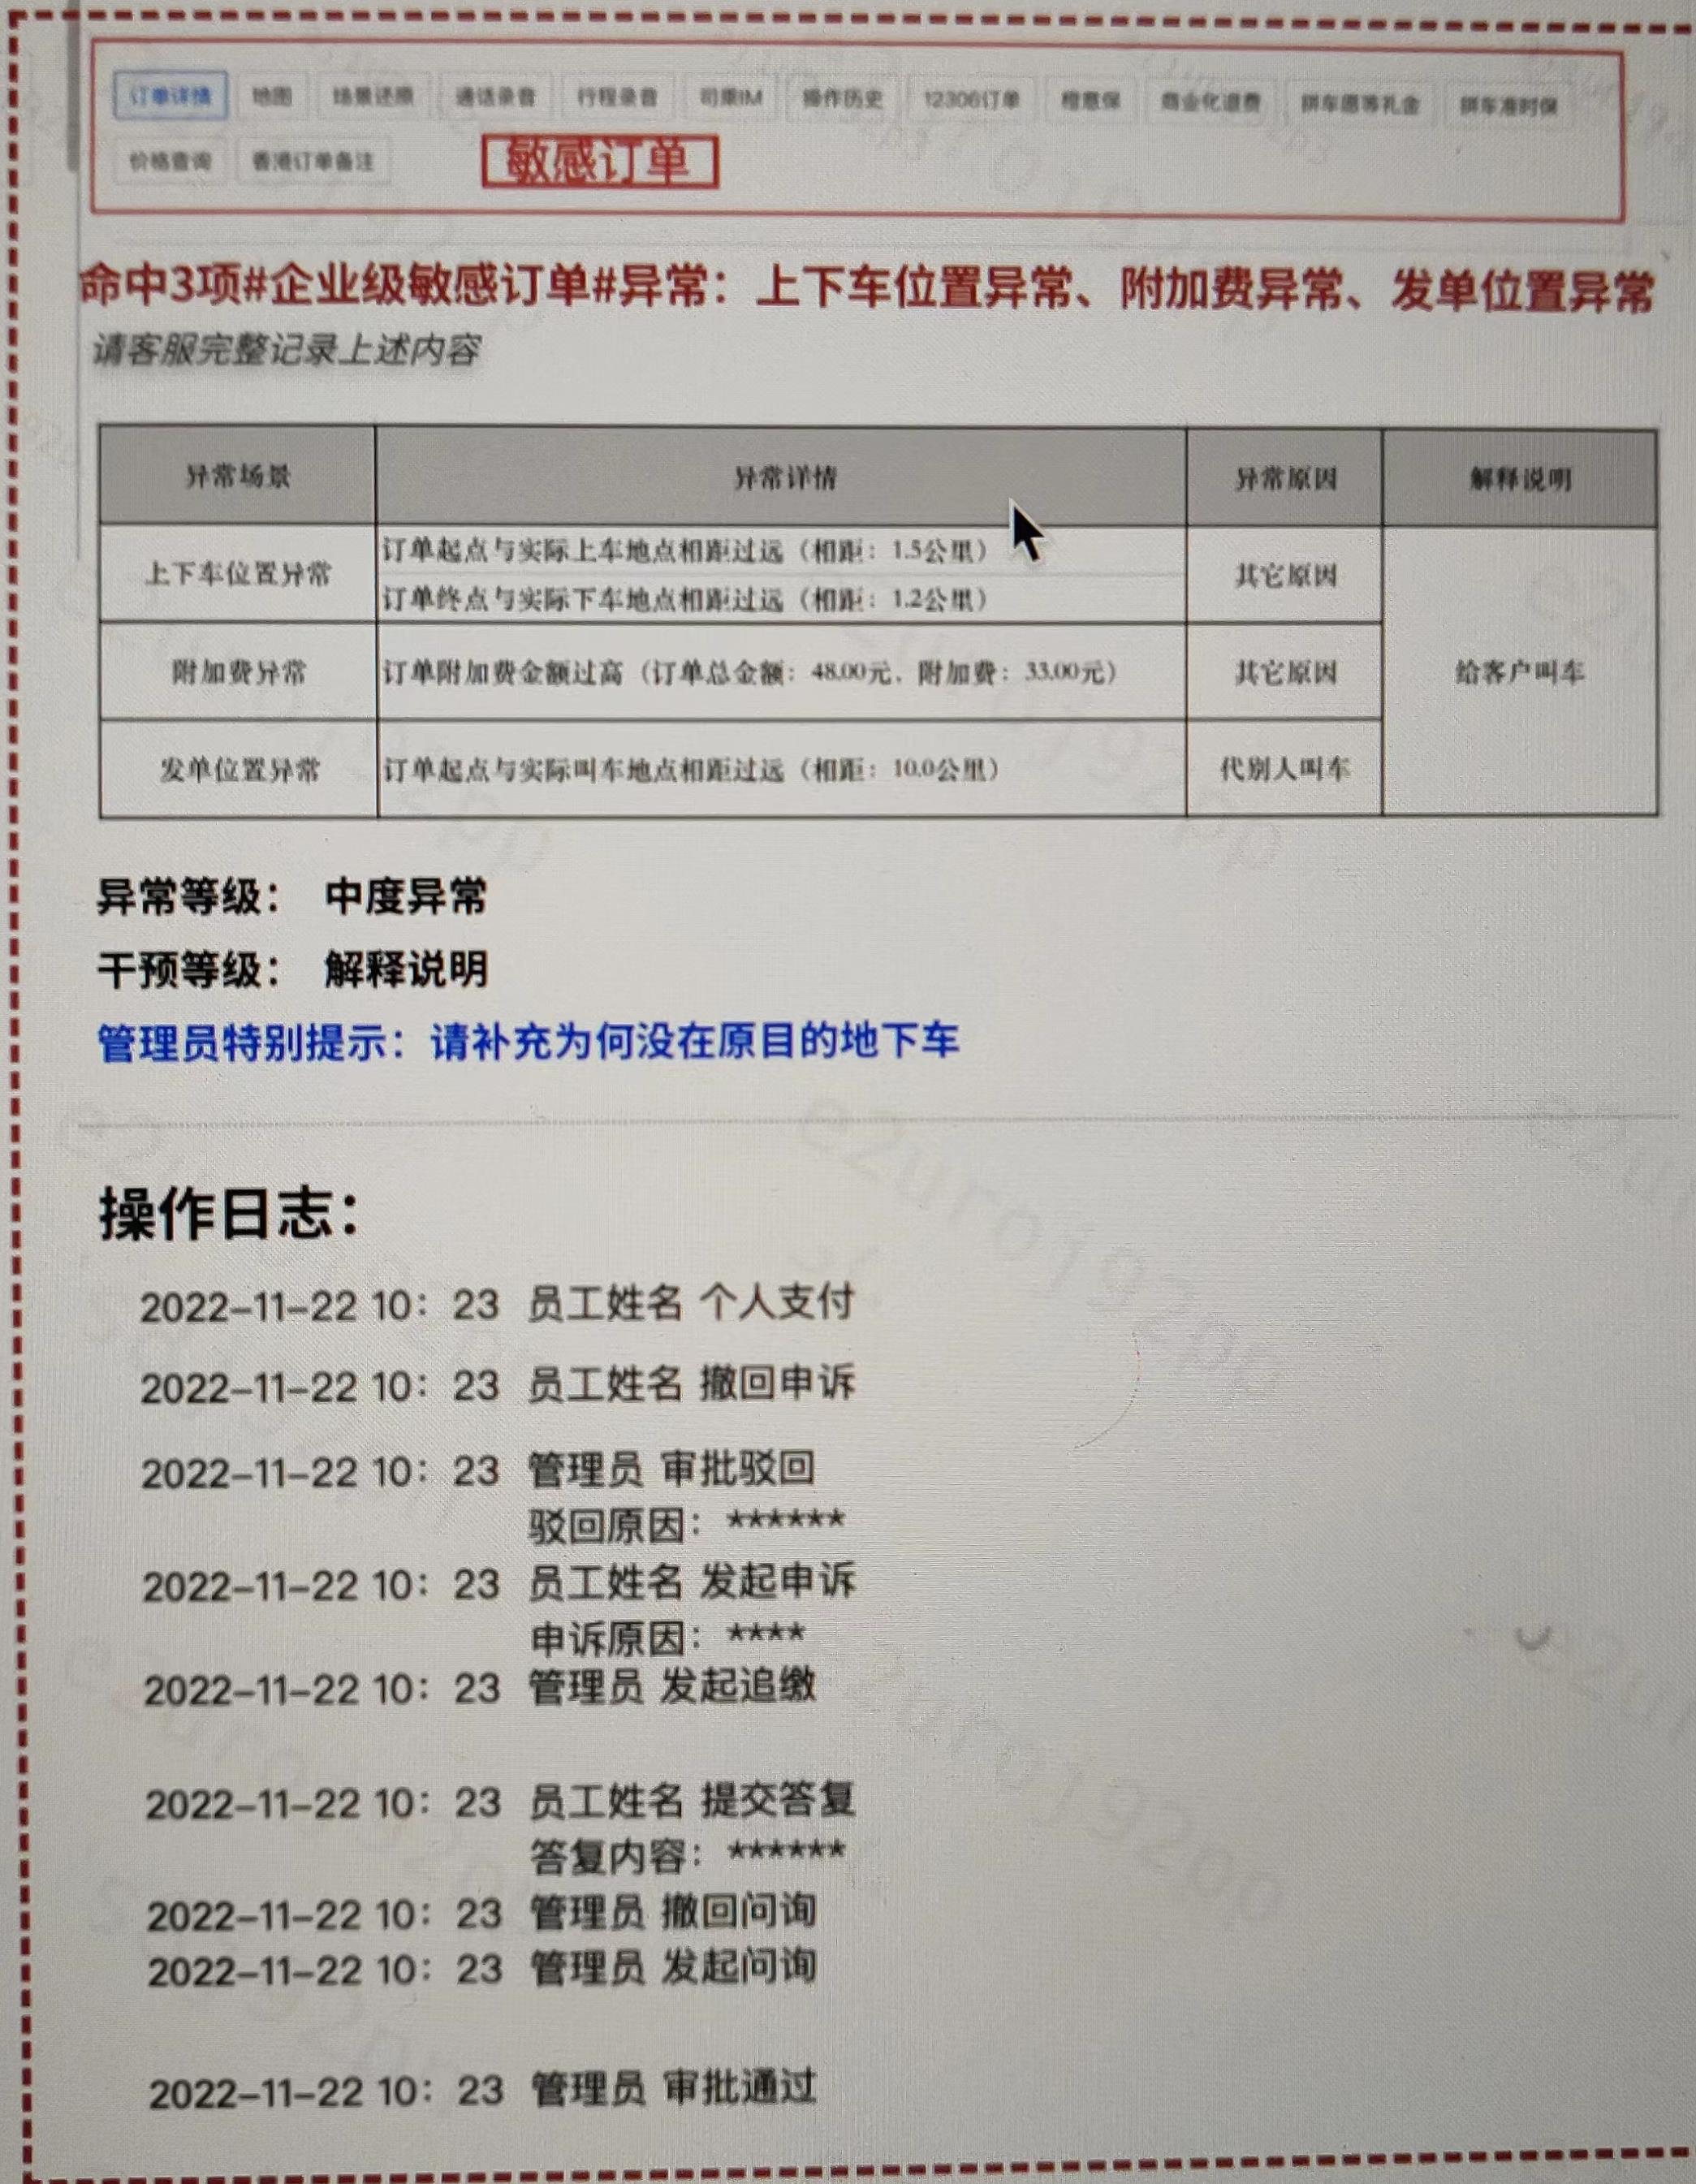 订单详情 地图 场景还原 通话录音 行程录音 司乘IM 操作历史 12306订单 橙意保 商业化退费 拼车愿等礼金 拼车准时保
价格查询 香港订单备注 敏感订单
命中3项#企业级敏感订单#异常：上下车位置异常、附加费异常、发单位置异常
请客服完整记录上述内容
异常场景 异常详情 异常原因 解释说明
上下车位置异常 订单起点与实际上车地点相距过远（相距：1.5公里） 其它原因
订单终点与实际下车地点相距过远（相距：1.2公里）
附加费异常 订单附加费金额过高（订单总金额：48.00元，附加费：33.00元） 其它原因 给客户叫车
发单位置异常 订单起点与实际叫车地点相距过远（相距：10.0公里） 代别人叫车
异常等级： 中度异常
干预等级： 解释说明
管理员特别提示：请补充为何没在原目的地下车
操作日志：
2022-11-22 10：23 员工姓名 个人支付
2022-11-22 10：23 员工姓名 撤回申诉
2022-11-22 10：23 管理员 审批驳回
驳回原因：******
2022-11-22 10：23 员工姓名 发起申诉
申诉原因：****
2022-11-22 10：23 管理员 发起追缴
2022-11-22 10：23 员工姓名 提交答复
答复内容：******
2022-11-22 10：23 管理员 撤回问询
2022-11-22 10：23 管理员 发起问询
2022-11-22 10：23 管理员 审批通过